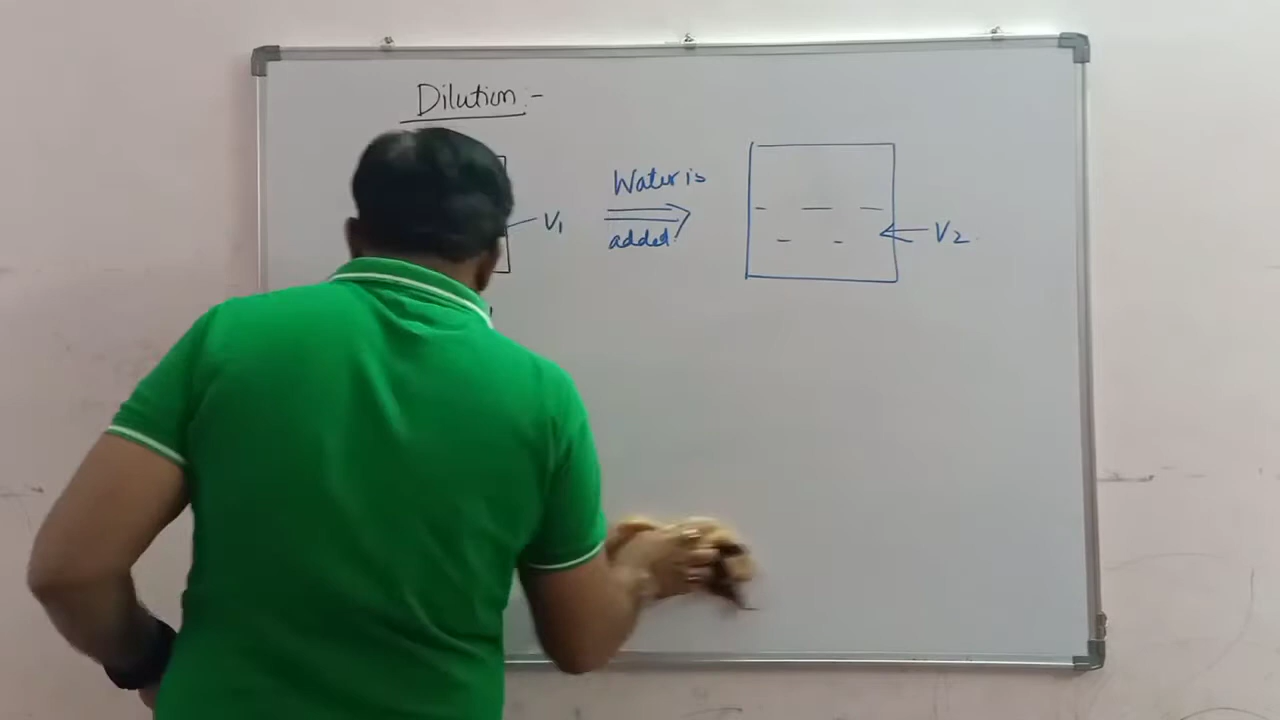 Dilution :-
V1
Water is
added
V2